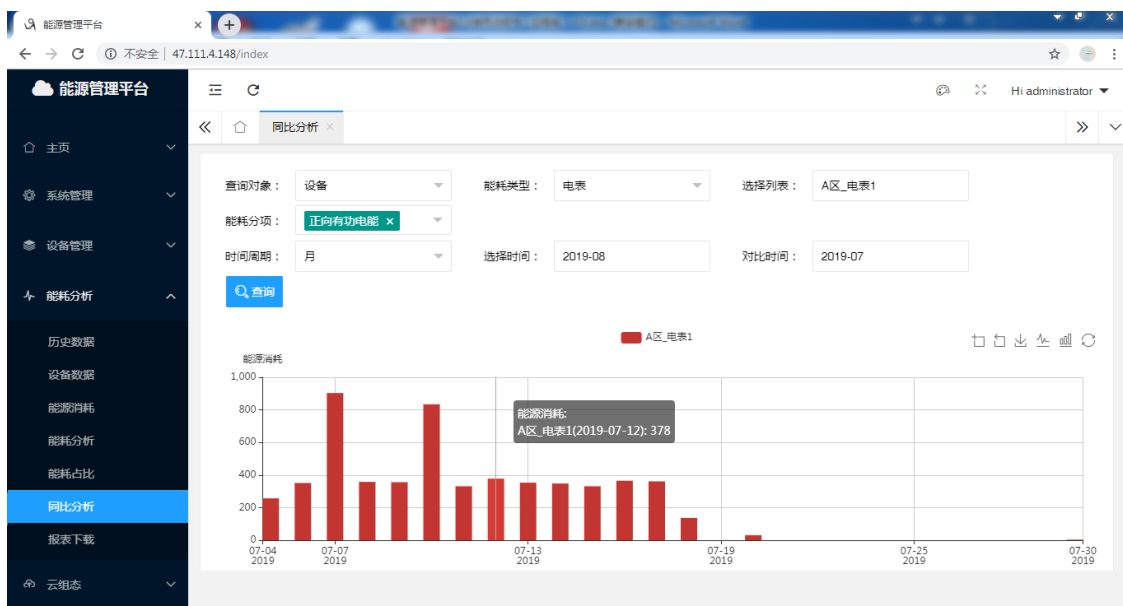 能源管理平台
不安全 | 47.111.4.148/index
能源管理平台
Hi administrator
同比分析
主页
系统管理
设备管理
能耗分析
历史数据
设备数据
能源消耗
能耗分析
能耗占比
同比分析
报表下载
云组态
查询对象： 设备 能耗类型： 电表 选择列表： A区_电表1
能耗分项： 正向有功电能 ×
时间周期： 月 选择时间： 2019-08 对比时间： 2019-07
查询
A区_电表1
能源消耗
1,000
800
600
400
200
0
能源消耗:
A区_电表1(2019-07-12): 378
07-04 07-07 07-13 07-19 07-25 07-30
2019 2019 2019 2019 2019 2019